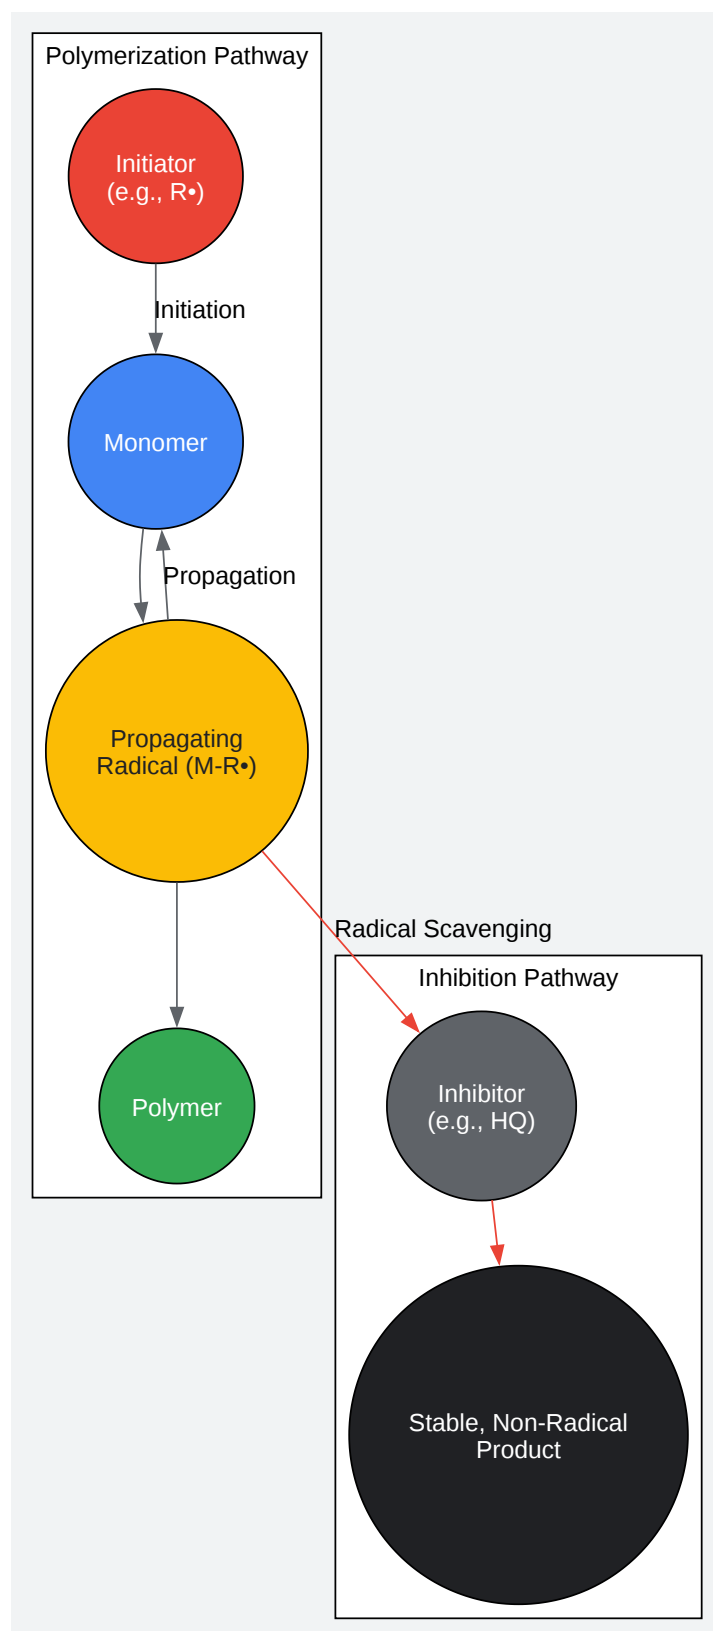 Polymerization Pathway
Initiator
(e.g., R•)
Initiation
Monomer
Propagation
Propagating
Radical (M-R•)
Radical Scavenging
Inhibition Pathway
Inhibitor
(e.g., HQ)
Polymer
Stable, Non-Radical
Product